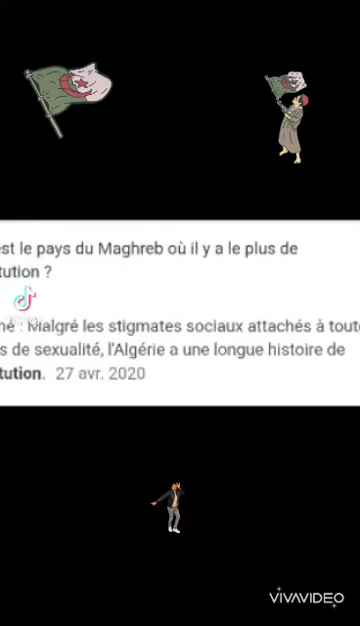 est le pays du Maghreb où il y a le plus de
tution ?
né : Malgré les stigmates sociaux attachés à tout
s de sexualité, l'Algérie a une longue histoire de
tution. 27 avr. 2020
VIVAVIDEO